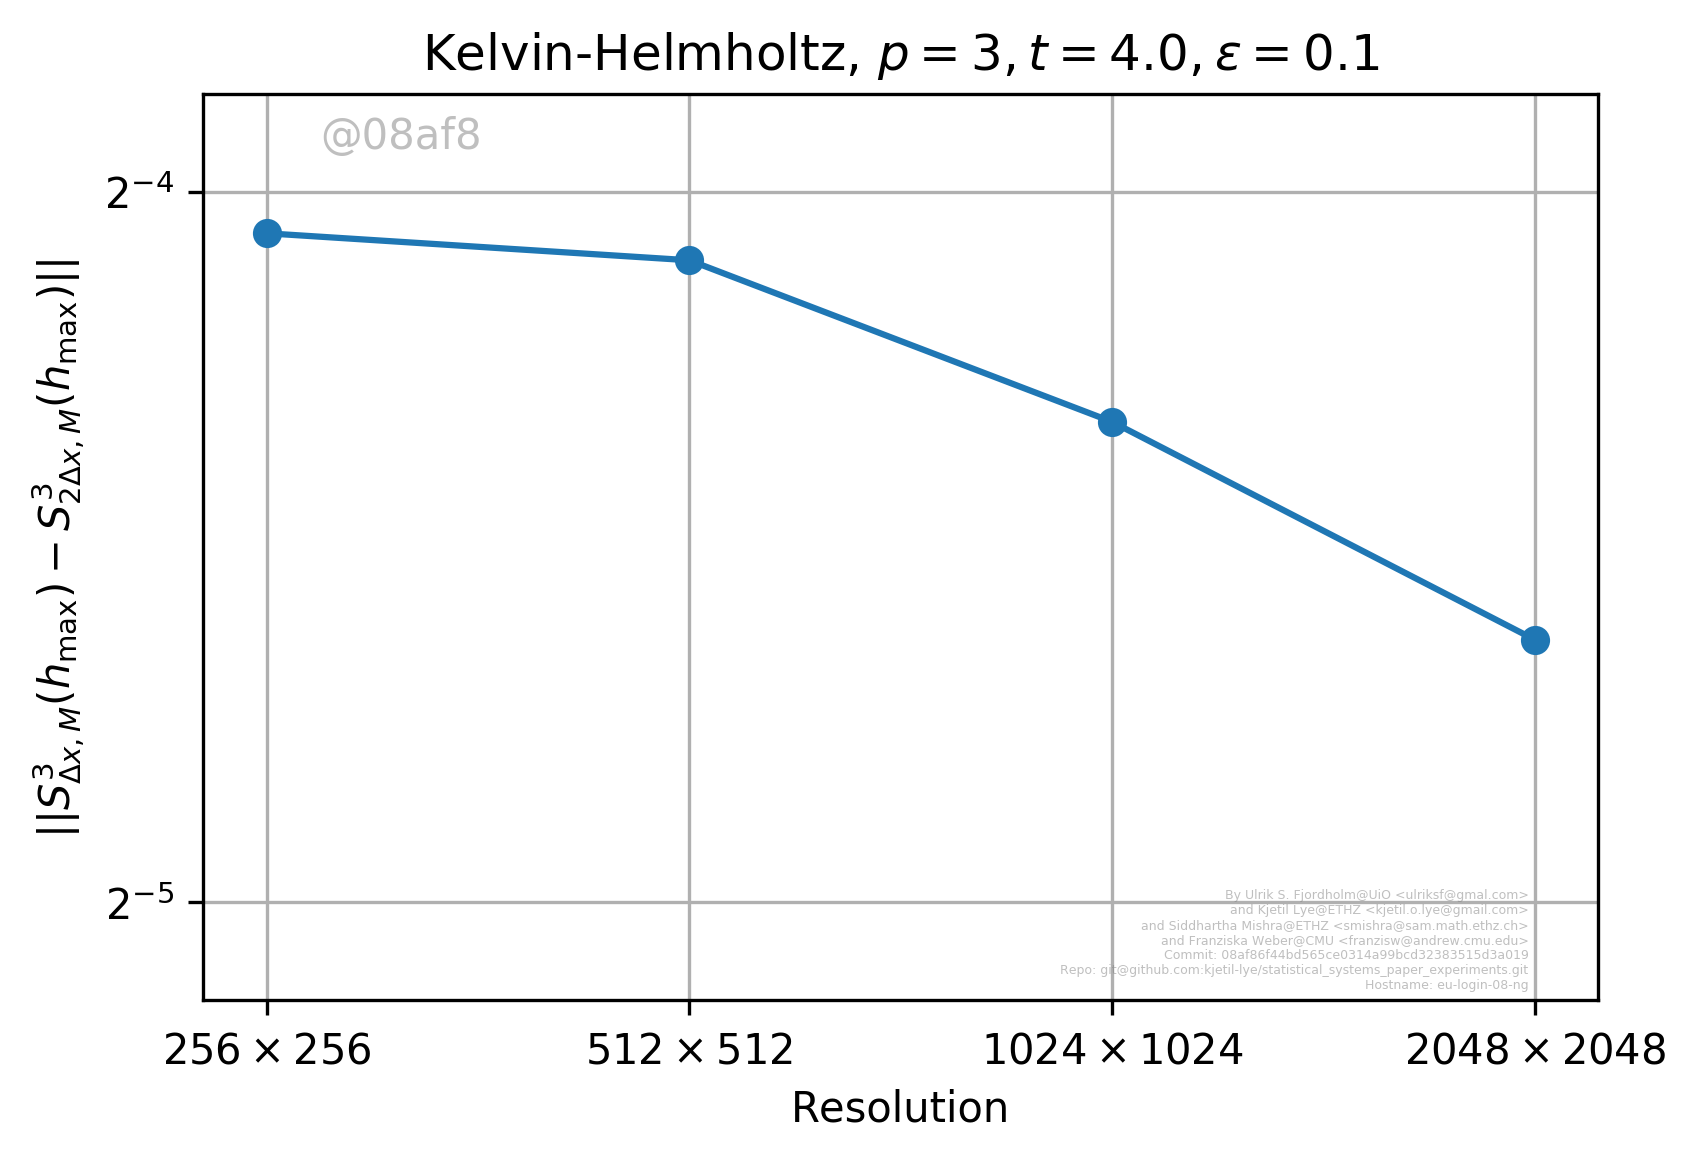 Kelvin-Helmholtz, p = 3, t = 4.0, ε = 0.1
@08af8
2⁻⁴
||S³_{Δx, M}(h_max) − S³_{2Δx, M}(h_max)||
2⁻⁵
By Ulrik S. Fjordholm@UiO <ulriksf@gmal.com>
and Kjetil Lye@ETHZ <kjetil.o.lye@gmail.com>
and Siddhartha Mishra@ETHZ <smishra@sam.math.ethz.ch>
and Franziska Weber@CMU <franzisw@andrew.cmu.edu>
Commit: 08af86f44bd565ce0314a99bcd32383515d3a019
Repo: git@github.com:kjetil-lye/statistical_systems_paper_experiments.git
Hostname: eu-login-08-ng
256 × 256 512 × 512 1024 × 1024 2048 × 2048
Resolution